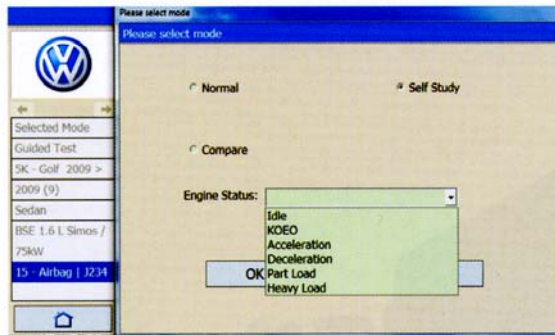 Please select mode
Please select mode
Normal
Self Study
Compare
Engine Status:
Idle
KOEO
Acceleration
Deceleration
Part Load
Heavy Load
OK
Selected Mode
Guided Test
5K - Golf 2009 >
2009 (9)
Sedan
BSE 1.6 L Simos /
75kW
15 - Airbag | J234